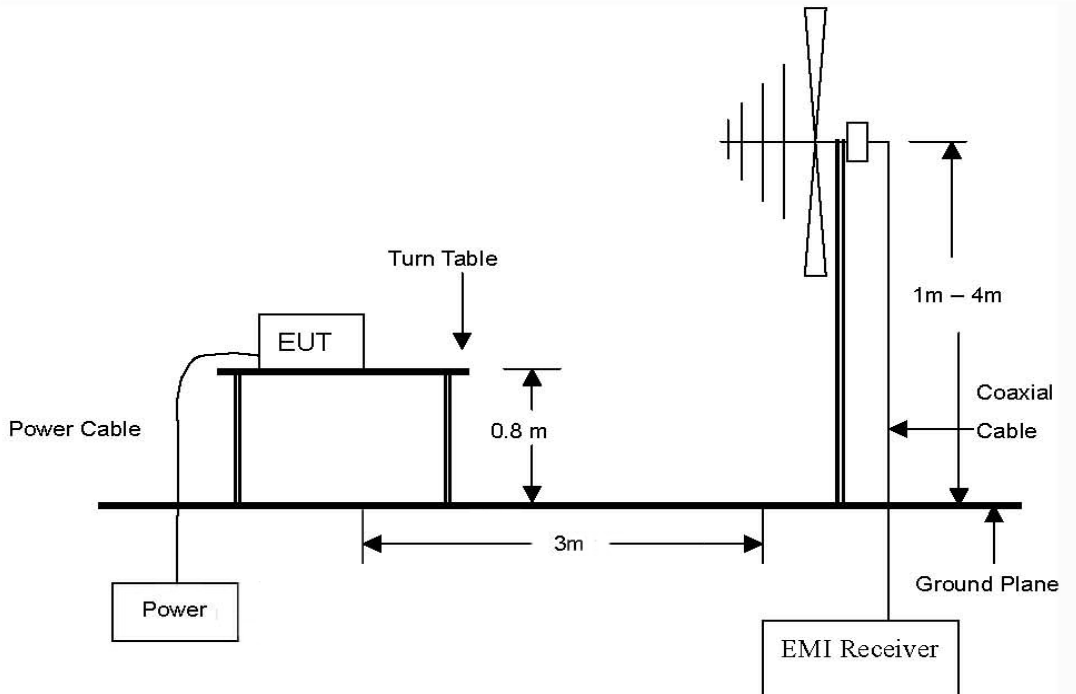 Turn Table
EUT
1m – 4m
Coaxial
Cable
Power Cable
0.8 m
3m
Ground Plane
Power
EMI Receiver